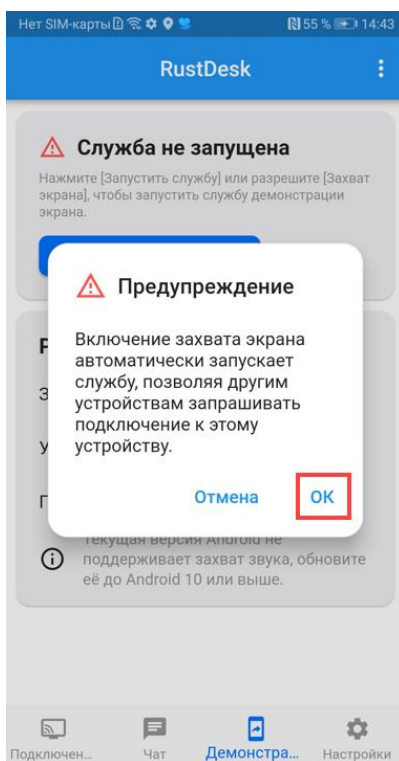 Нет SIM-карты 55 % 14:43
RustDesk
Служба не запущена
Нажмите [Запустить службу] или разрешите [Захват
экрана], чтобы запустить службу демонстрации
экрана.
Предупреждение
Включение захвата экрана
автоматически запускает
службу, позволяя другим
устройствам запрашивать
подключение к этому
устройству.
Отмена ОК
Текущая версия Android не
поддерживает захват звука, обновите
её до Android 10 или выше.
Подключен... Чат Демонстра... Настройки